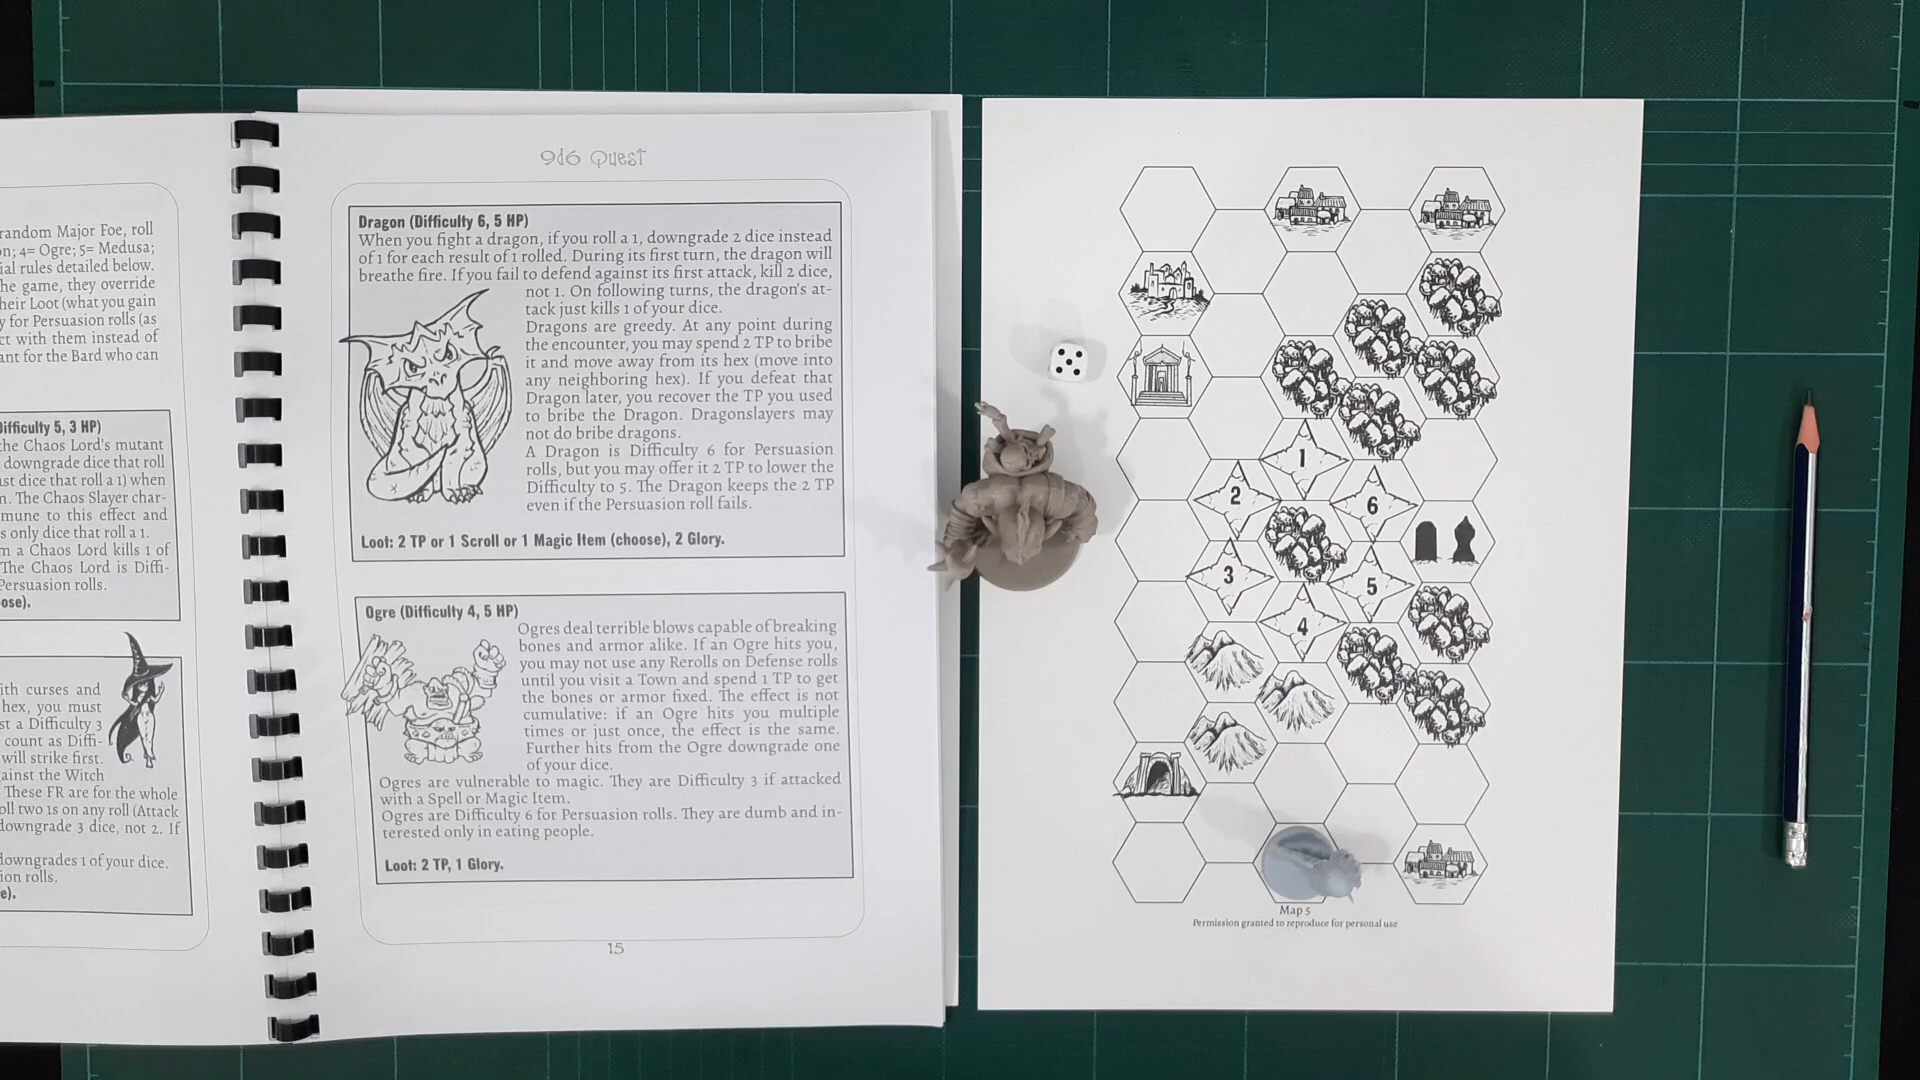 random Major Foe, roll
on; 4= Ogre; 5= Medusa;
ial rules detailed below.
he game, they override
heir Loot (what you gain
y for Persuasion rolls (as
ct with them instead of
ant for the Bard who can
ifficulty 5, 3 HP)
the Chaos Lord's mutant
downgrade dice that roll
ust dice that roll a 1) when
n. The Chaos Slayer char-
mune to this effect and
s only dice that roll a 1.
m a Chaos Lord kills 1 of
The Chaos Lord is Diffi-
Persuasion rolls.
ose).
ith curses and
hex, you must
st a Difficulty 3
count as Diffi-
will strike first.
ainst the Witch
These FR are for the whole
oll two 1s on any roll (Attack
downgrade 3 dice, not 2. If
downgrades 1 of your dice.
ion rolls.
e).
9d6 Quest
Dragon (Difficulty 6, 5 HP)
When you fight a dragon, if you roll a 1, downgrade 2 dice instead
of 1 for each result of 1 rolled. During its first turn, the dragon will
breathe fire. If you fail to defend against its first attack, kill 2 dice,
not 1. On following turns, the dragon's at-
tack just kills 1 of your dice.
Dragons are greedy. At any point during
the encounter, you may spend 2 TP to bribe
it and move away from its hex (move into
any neighboring hex). If you defeat that
Dragon later, you recover the TP you used
to bribe the Dragon. Dragonslayers may
not do bribe dragons.
A Dragon is Difficulty 6 for Persuasion
rolls, but you may offer it 2 TP to lower the
Difficulty to 5. The Dragon keeps the 2 TP
even if the Persuasion roll fails.
Loot: 2 TP or 1 Scroll or 1 Magic Item (choose), 2 Glory.
Ogre (Difficulty 4, 5 HP)
Ogres deal terrible blows capable of breaking
bones and armor alike. If an Ogre hits you,
you may not use any Rerolls on Defense rolls
until you visit a Town and spend 1 TP to get
the bones or armor fixed. The effect is not
cumulative: if an Ogre hits you multiple
times or just once, the effect is the same.
Further hits from the Ogre downgrade one
of your dice.
Ogres are vulnerable to magic. They are Difficulty 3 if attacked
with a Spell or Magic Item.
Ogres are Difficulty 6 for Persuasion rolls. They are dumb and in-
terested only in eating people.
Loot: 2 TP, 1 Glory.
15
1
2
6
3
5
4
Map 5
Permission granted to reproduce for personal use